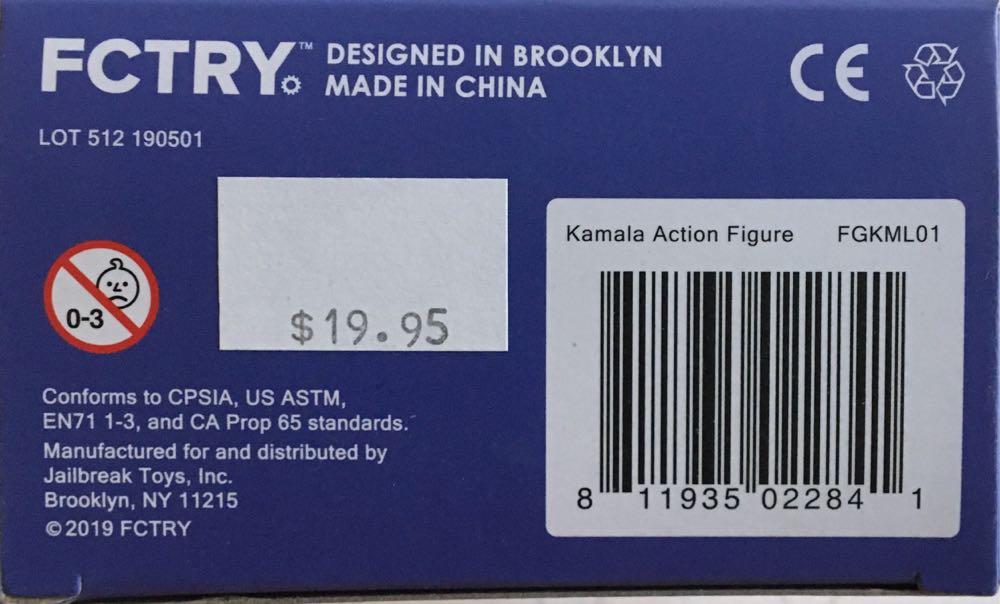 FCTRY™
DESIGNED IN BROOKLYN
MADE IN CHINA
CE
LOT 512 190501
0-3
$19.95
Kamala Action Figure FGKML01
8 11935 02284 1
Conforms to CPSIA, US ASTM,
EN71 1-3, and CA Prop 65 standards.
Manufactured for and distributed by
Jailbreak Toys, Inc.
Brooklyn, NY 11215
©2019 FCTRY